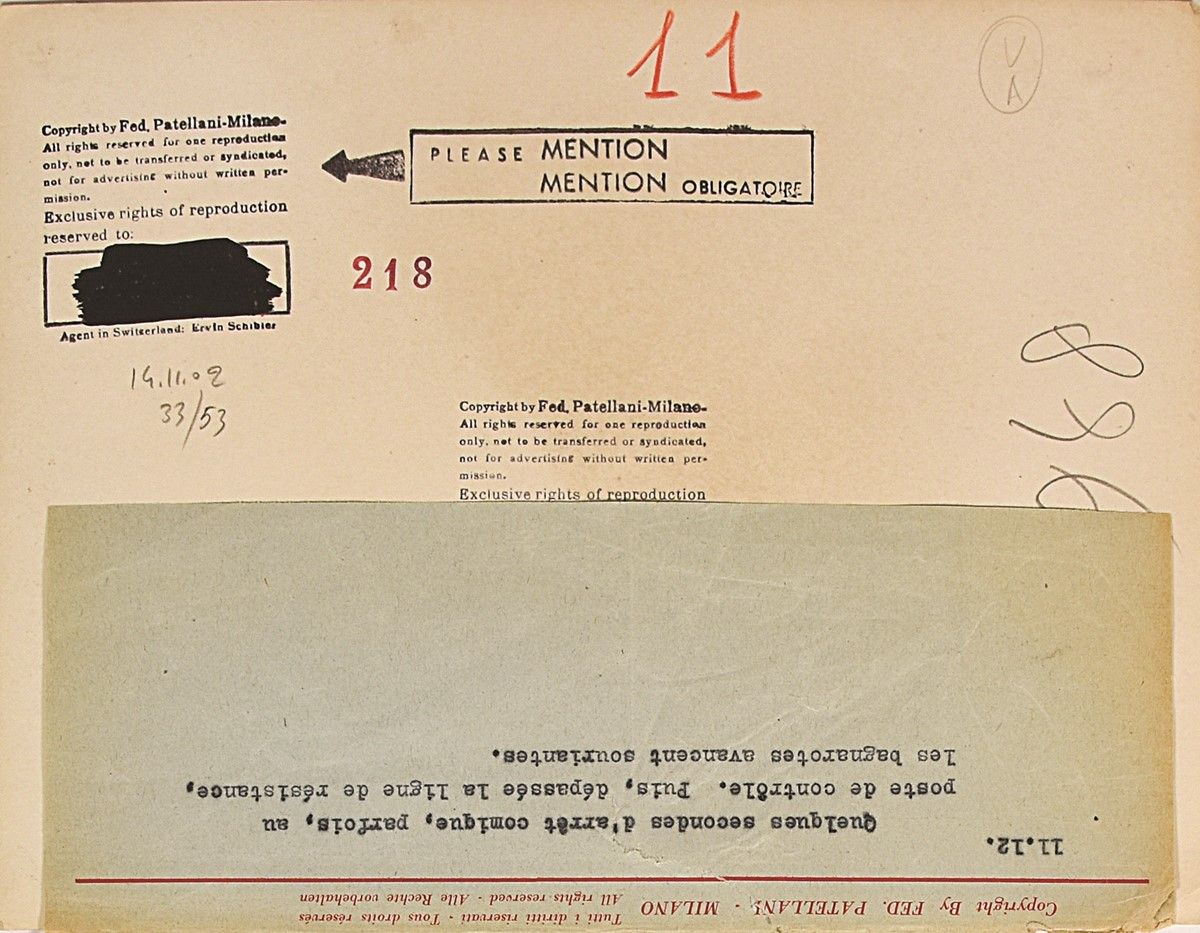 11
V
A
Copyright by Fed. Patellani-Milano-
All rights reserved for one reproduction
only, not to be transferred or syndicated,
not for advertising without written per-
mission.
Exclusive rights of reproduction
reserved to:
Agent in Switzerland: Ervin Schibler
PLEASE MENTION
MENTION OBLIGATOIRE
218
14.11.02
33/53
Copyright by Fed. Patellani-Milano-
All rights reserved for one reproduction
only, not to be transferred or syndicated,
not for advertising without written per-
mission.
Exclusive rights of reproduction
Copyright By FED. PATELLANI - MILANO
Tutti i diritti riservati - Tous droits réservés
All rights reserved - Alle Rechte vorbehalten
11.12.
Quelques secondes d'arrêt comique, parfois, au
poste de contrôle. Puis, dépassée la ligne de résistance,
les bagnarotes avancent souriantes.